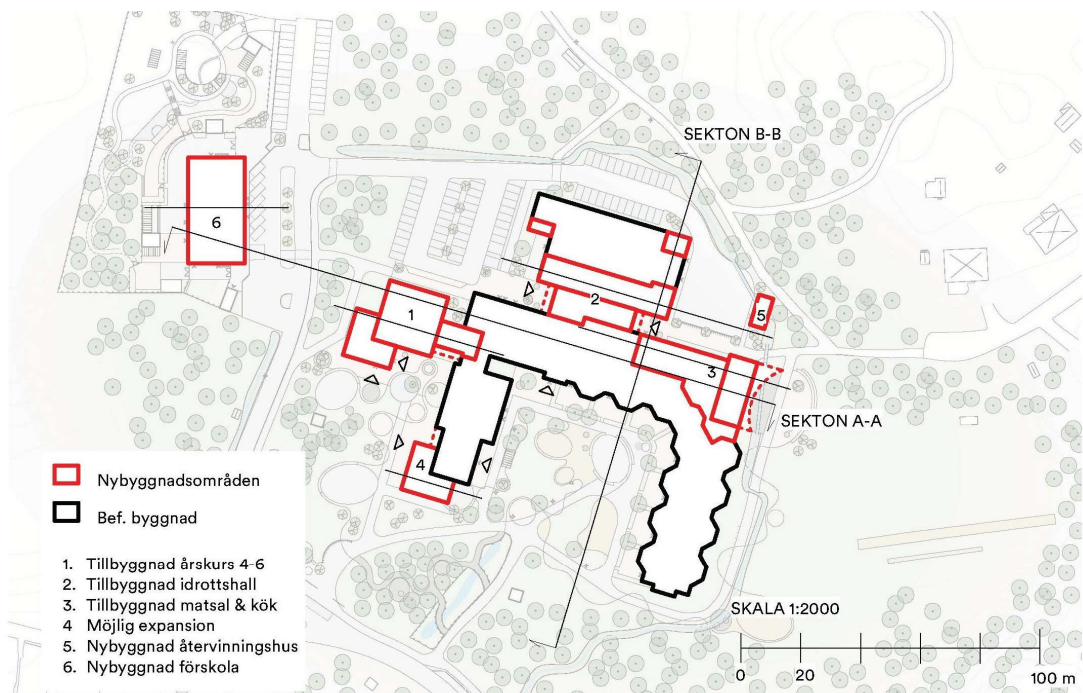 SEKTON B-B
6
1
2
5
3
SEKTON A-A
4
Nybyggnadsområden
Bef. byggnad
1. Tillbyggnad årskurs 4-6
2. Tillbyggnad idrottshall
3. Tillbyggnad matsal & kök
4 Möjlig expansion
5. Nybyggnad återvinningshus
6. Nybyggnad förskola
SKALA 1:2000
0 20 100 m